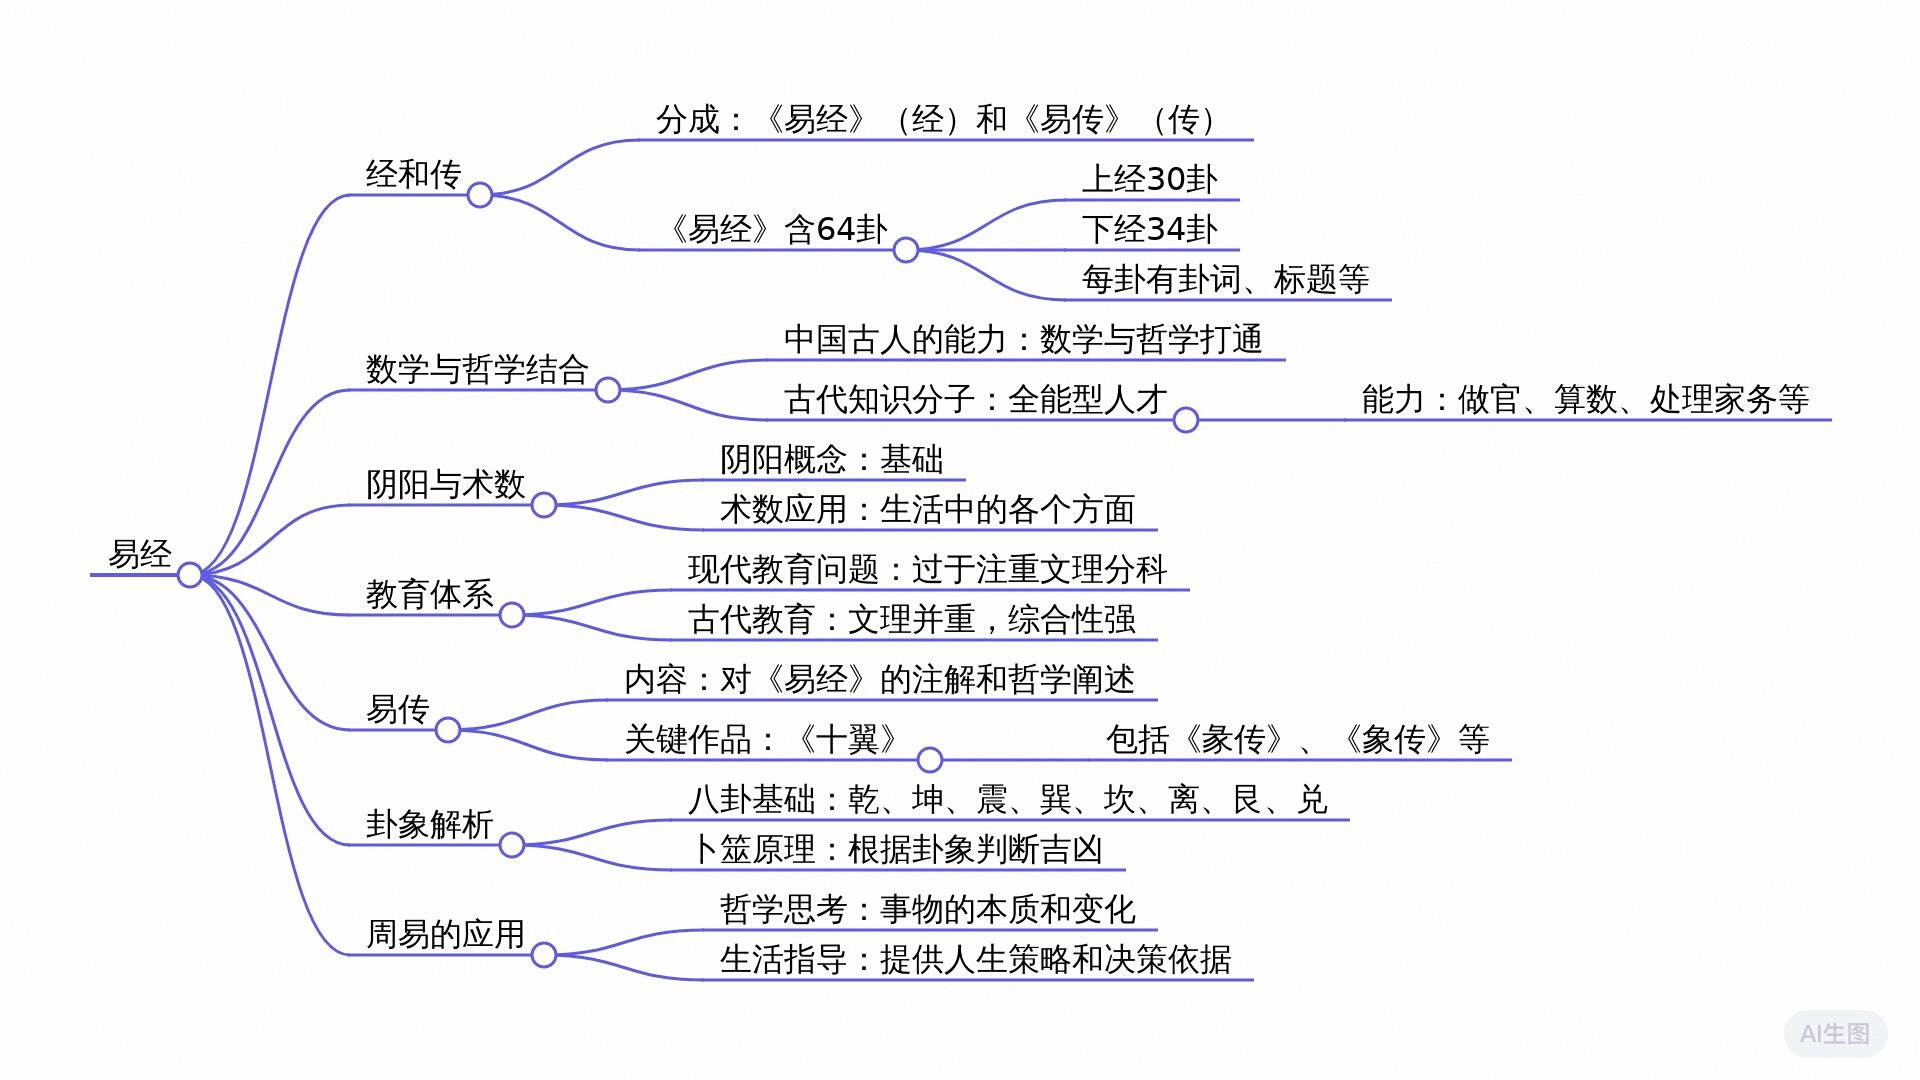 易经
经和传
分成：《易经》（经）和《易传》（传）
《易经》含64卦
上经30卦
下经34卦
每卦有卦词、标题等
数学与哲学结合
中国古人的能力：数学与哲学打通
古代知识分子：全能型人才
能力：做官、算数、处理家务等
阴阳与术数
阴阳概念：基础
术数应用：生活中的各个方面
教育体系
现代教育问题：过于注重文理分科
古代教育：文理并重，综合性强
易传
内容：对《易经》的注解和哲学阐述
关键作品：《十翼》
包括《彖传》、《象传》等
卦象解析
八卦基础：乾、坤、震、巽、坎、离、艮、兑
卜筮原理：根据卦象判断吉凶
周易的应用
哲学思考：事物的本质和变化
生活指导：提供人生策略和决策依据
AI生图